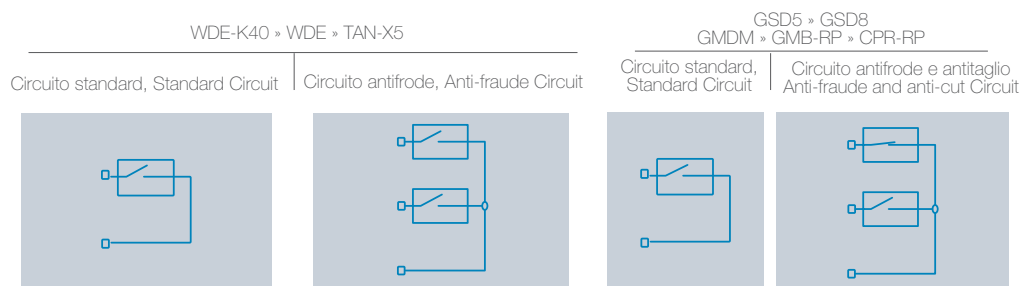 WDE-K40 » WDE » TAN-X5
Circuito standard, Standard Circuit
Circuito antifrode, Anti-fraude Circuit
GSD5 » GSD8
GMDM » GMB-RP » CPR-RP
Circuito standard,
Standard Circuit
Circuito antifrode e antitaglio
Anti-fraude and anti-cut Circuit